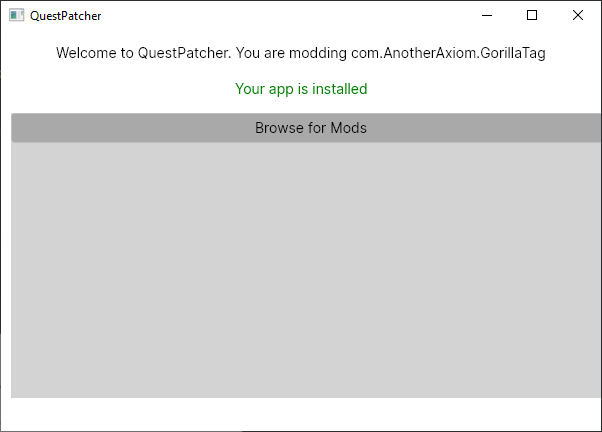 QuestPatcher
Welcome to QuestPatcher. You are modding com.AnotherAxiom.GorillaTag
Your app is installed
Browse for Mods